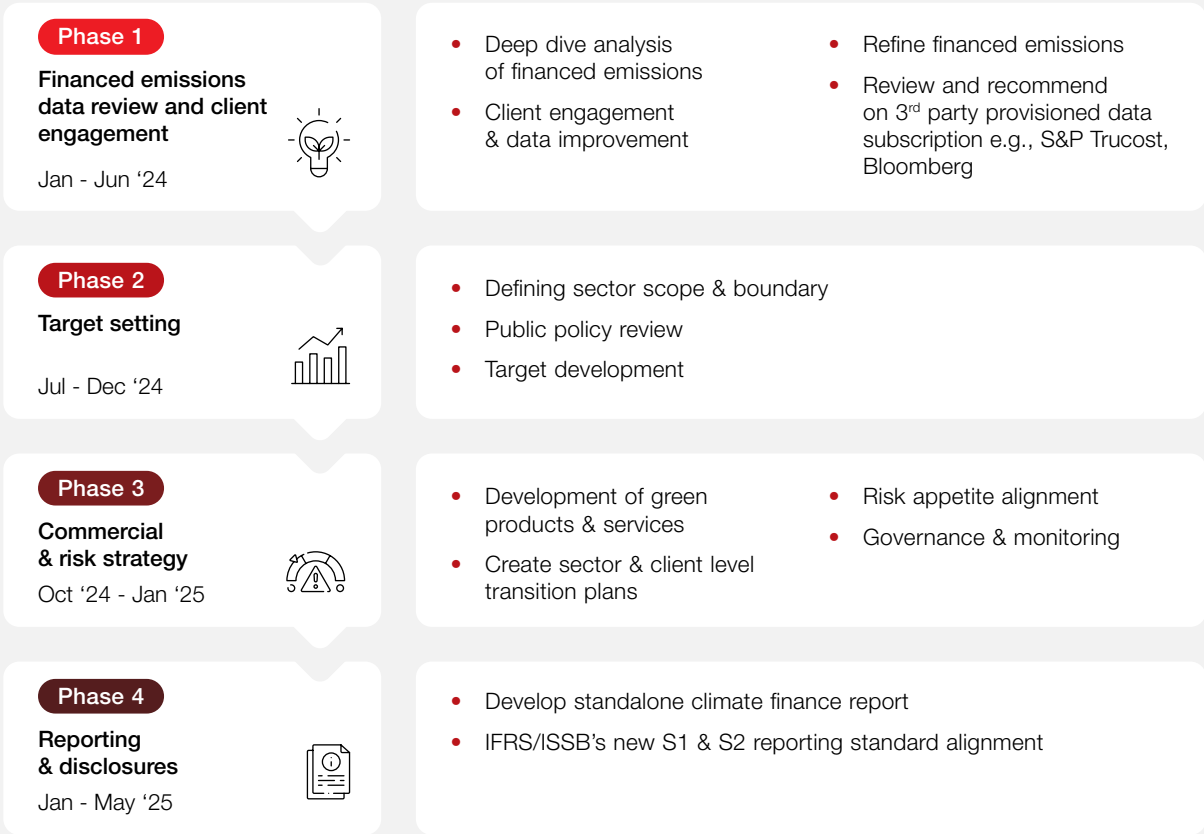 Phase 1
Financed emissions
data review and client
engagement
Jan - Jun ‘24
• Deep dive analysis
of financed emissions
• Client engagement
& data improvement
• Refine financed emissions
• Review and recommend
on 3rd party provisioned data
subscription e.g., S&P Trucost,
Bloomberg
Phase 2
Target setting
Jul - Dec ‘24
• Defining sector scope & boundary
• Public policy review
• Target development
Phase 3
Commercial
& risk strategy
Oct ‘24 - Jan ‘25
• Development of green
products & services
• Create sector & client level
transition plans
• Risk appetite alignment
• Governance & monitoring
Phase 4
Reporting
& disclosures
Jan - May ‘25
• Develop standalone climate finance report
• IFRS/ISSB’s new S1 & S2 reporting standard alignment